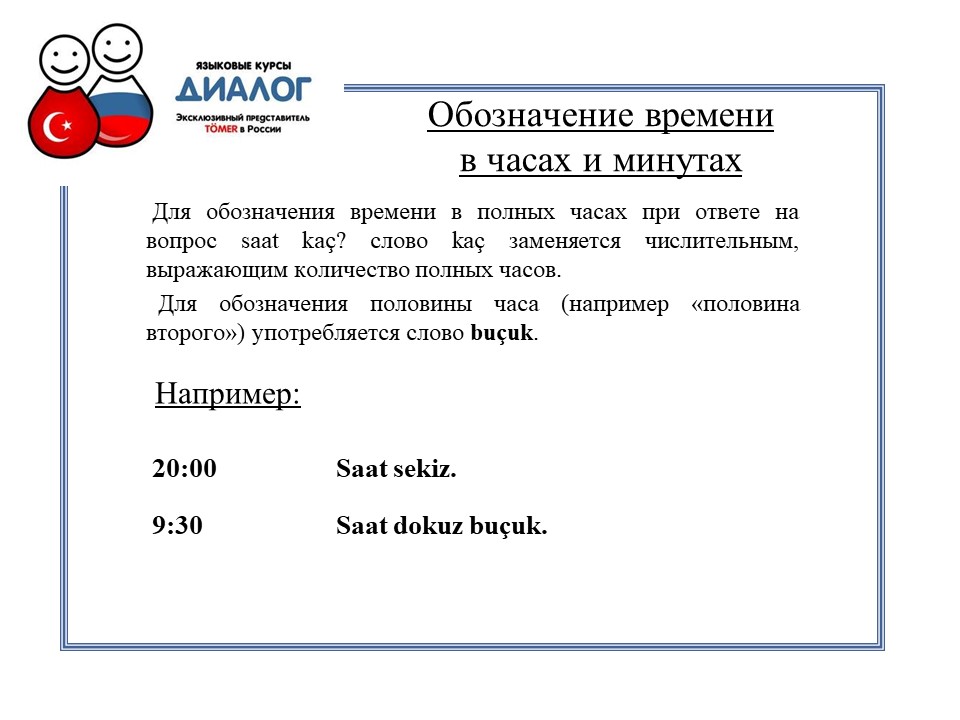 ЯЗЫКОВЫЕ КУРСЫ
ДИАЛОГ
Эксклюзивный представитель
TÖMER в России
Обозначение времени
в часах и минутах
Для обозначения времени в полных часах при ответе на
вопрос saat kaç? слово kaç заменяется числительным,
выражающим количество полных часов.
Для обозначения половины часа (например «половина
второго») употребляется слово buçuk.
Например:
20:00 Saat sekiz.
9:30 Saat dokuz buçuk.